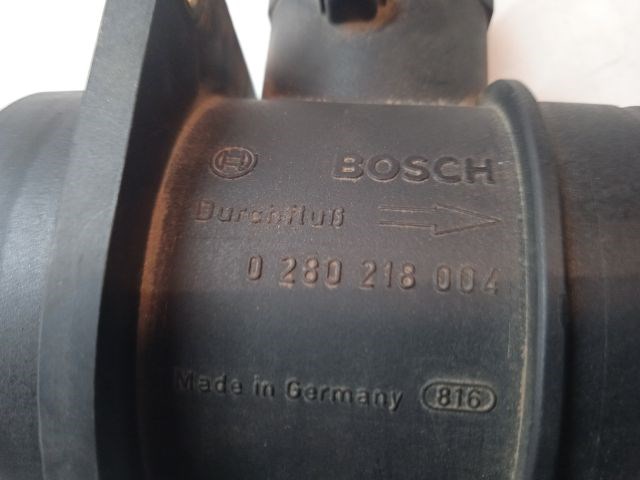 BOSCH
Durchfluß
0 280 218 004
Made in Germany 816